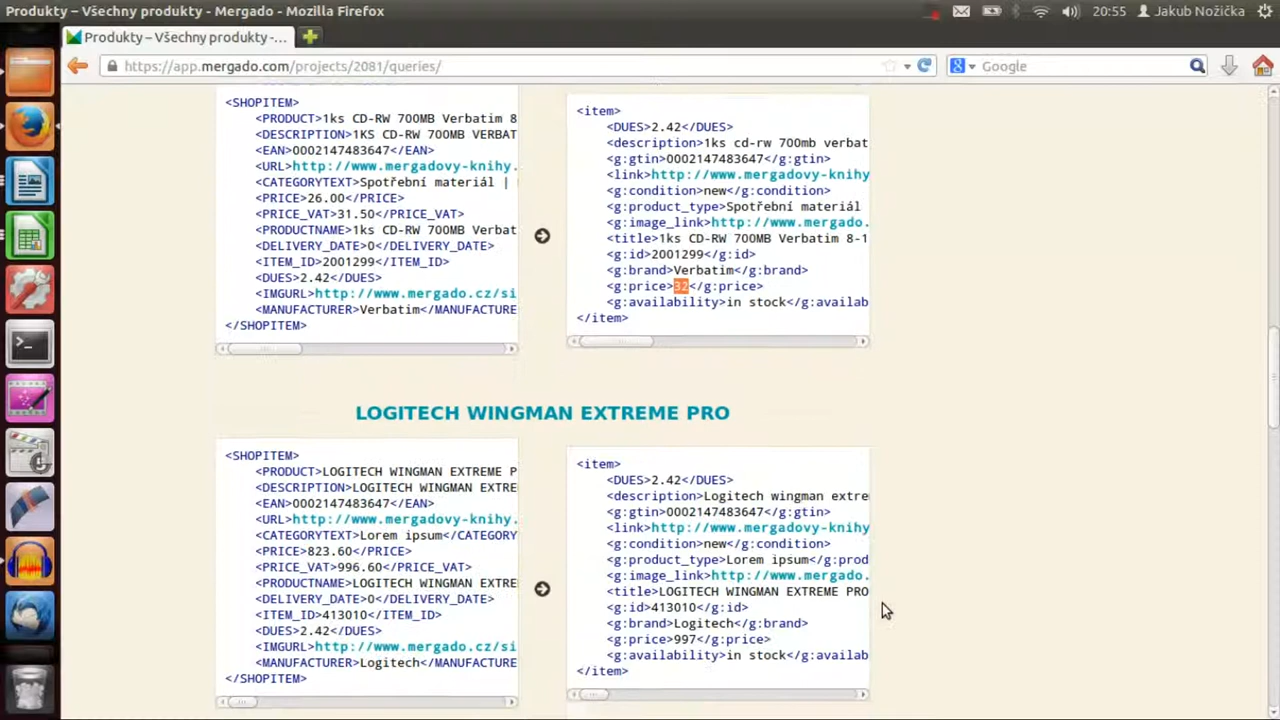 Produkty – Všechny produkty - Mergado - Mozilla Firefox
20:55 Jakub Nožička
Produkty – Všechny produkty -...
https://app.mergado.com/projects/2081/queries/
Google
<SHOPITEM>
<PRODUCT>1ks CD-RW 700MB Verbatim 8
<DESCRIPTION>1KS CD-RW 700MB VERBAT
<EAN>0002147483647</EAN>
<URL>http://www.mergadovy-knihy.
<CATEGORYTEXT>Spotřební materiál |
<PRICE>26.00</PRICE>
<PRICE_VAT>31.50</PRICE_VAT>
<PRODUCTNAME>1ks CD-RW 700MB Verbat
<DELIVERY_DATE>0</DELIVERY_DATE>
<ITEM_ID>2001299</ITEM_ID>
<DUES>2.42</DUES>
<IMGURL>http://www.mergado.cz/si
<MANUFACTURER>Verbatim</MANUFACTURE
</SHOPITEM>
<item>
<DUES>2.42</DUES>
<description>1ks cd-rw 700mb verbat
<g:gtin>0002147483647</g:gtin>
<link>http://www.mergadovy-knihy
<g:condition>new</g:condition>
<g:product_type>Spotřební materiál
<g:image_link>http://www.mergado.
<title>1ks CD-RW 700MB Verbatim 8-1
<g:id>2001299</g:id>
<g:brand>Verbatim</g:brand>
<g:price>32</g:price>
<g:availability>in stock</g:availab
</item>
LOGITECH WINGMAN EXTREME PRO
<SHOPITEM>
<PRODUCT>LOGITECH WINGMAN EXTREME P
<DESCRIPTION>LOGITECH WINGMAN EXTRE
<EAN>0002147483647</EAN>
<URL>http://www.mergadovy-knihy.
<CATEGORYTEXT>Lorem ipsum</CATEGORY
<PRICE>823.60</PRICE>
<PRICE_VAT>996.60</PRICE_VAT>
<PRODUCTNAME>LOGITECH WINGMAN EXTRE
<DELIVERY_DATE>0</DELIVERY_DATE>
<ITEM_ID>413010</ITEM_ID>
<DUES>2.42</DUES>
<IMGURL>http://www.mergado.cz/si
<MANUFACTURER>Logitech</MANUFACTURE
</SHOPITEM>
<item>
<DUES>2.42</DUES>
<description>Logitech wingman extre
<g:gtin>0002147483647</g:gtin>
<link>http://www.mergadovy-knihy
<g:condition>new</g:condition>
<g:product_type>Lorem ipsum</g:prod
<g:image_link>http://www.mergado.
<title>LOGITECH WINGMAN EXTREME PRO
<g:id>413010</g:id>
<g:brand>Logitech</g:brand>
<g:price>997</g:price>
<g:availability>in stock</g:availab
</item>